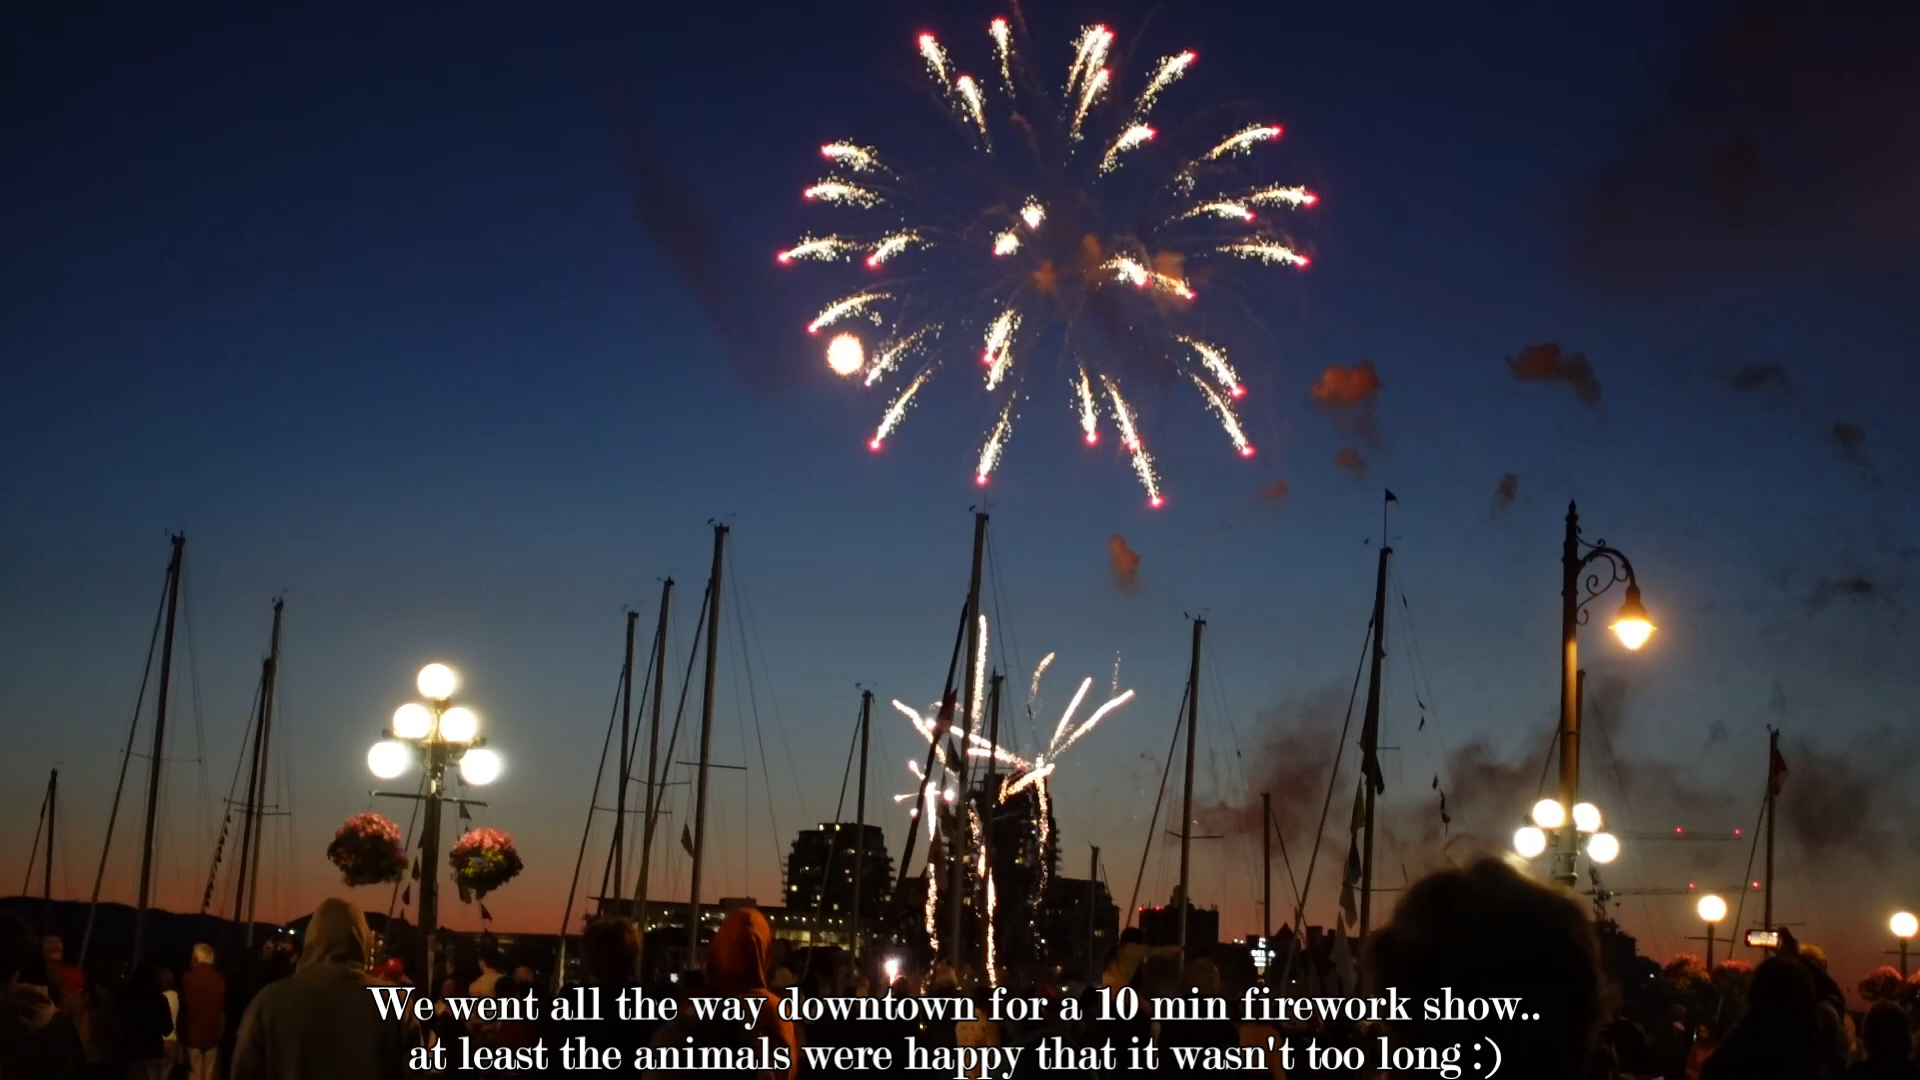 We went all the way downtown for a 10 min firework show..
at least the animals were happy that it wasn't too long :)